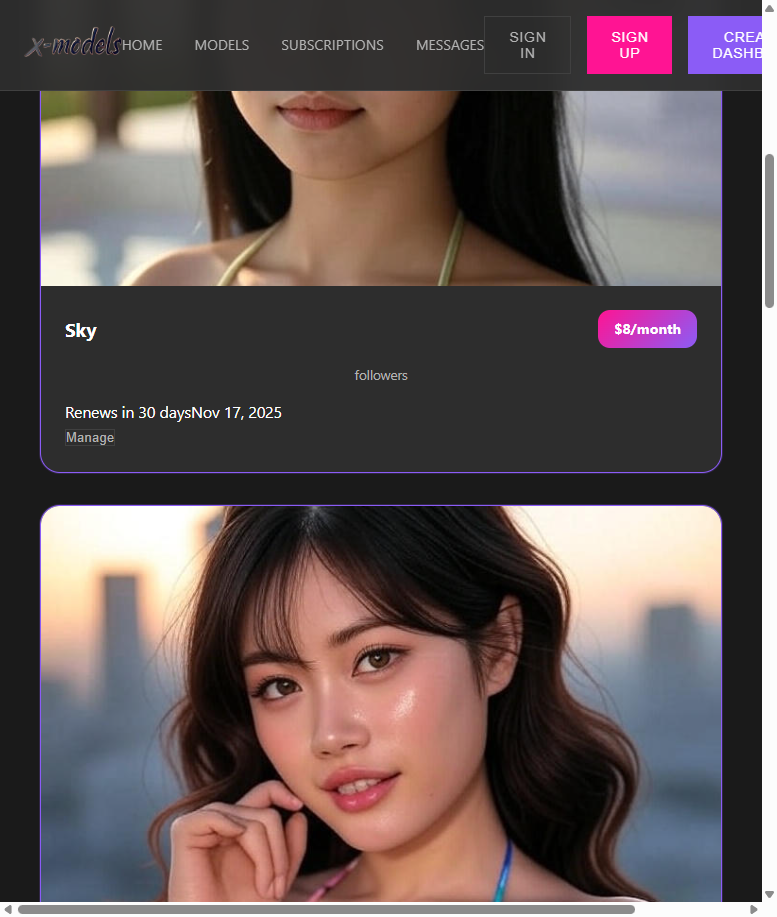 x-models HOME MODELS SUBSCRIPTIONS MESSAGES
SIGN IN
SIGN UP
CREA
DASHB
Sky
$8/month
followers
Renews in 30 daysNov 17, 2025
Manage